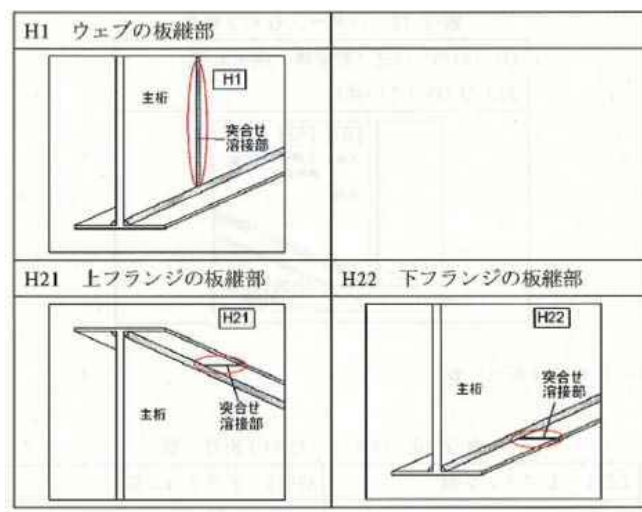 H1 ウェブの板継部
H1
主桁
突合せ
溶接部
H21 上フランジの板継部
H22 下フランジの板継部
H21
突合せ
溶接部
主桁
H22
主桁
突合せ
溶接部